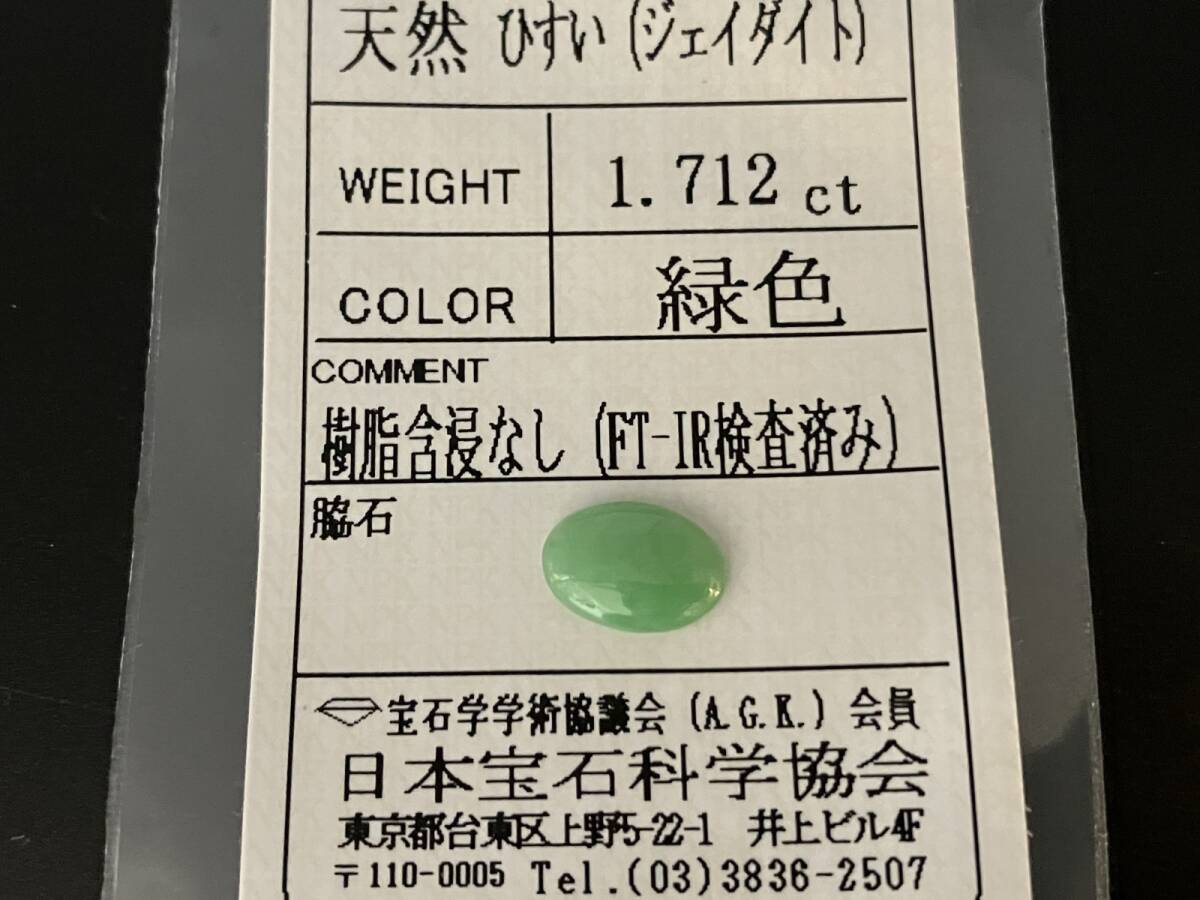 天然 ひすい (ジェイダイト)
WEIGHT 1.712 ct
COLOR 緑色
COMMENT
樹脂含浸なし (FT-IR検査済み)
脇石
宝石学学術協議会 (A.G.K.) 会員
日本宝石科学協会
東京都台東区上野5-22-1 井上ビル4F
〒110-0005 Tel.(03)3836-2507